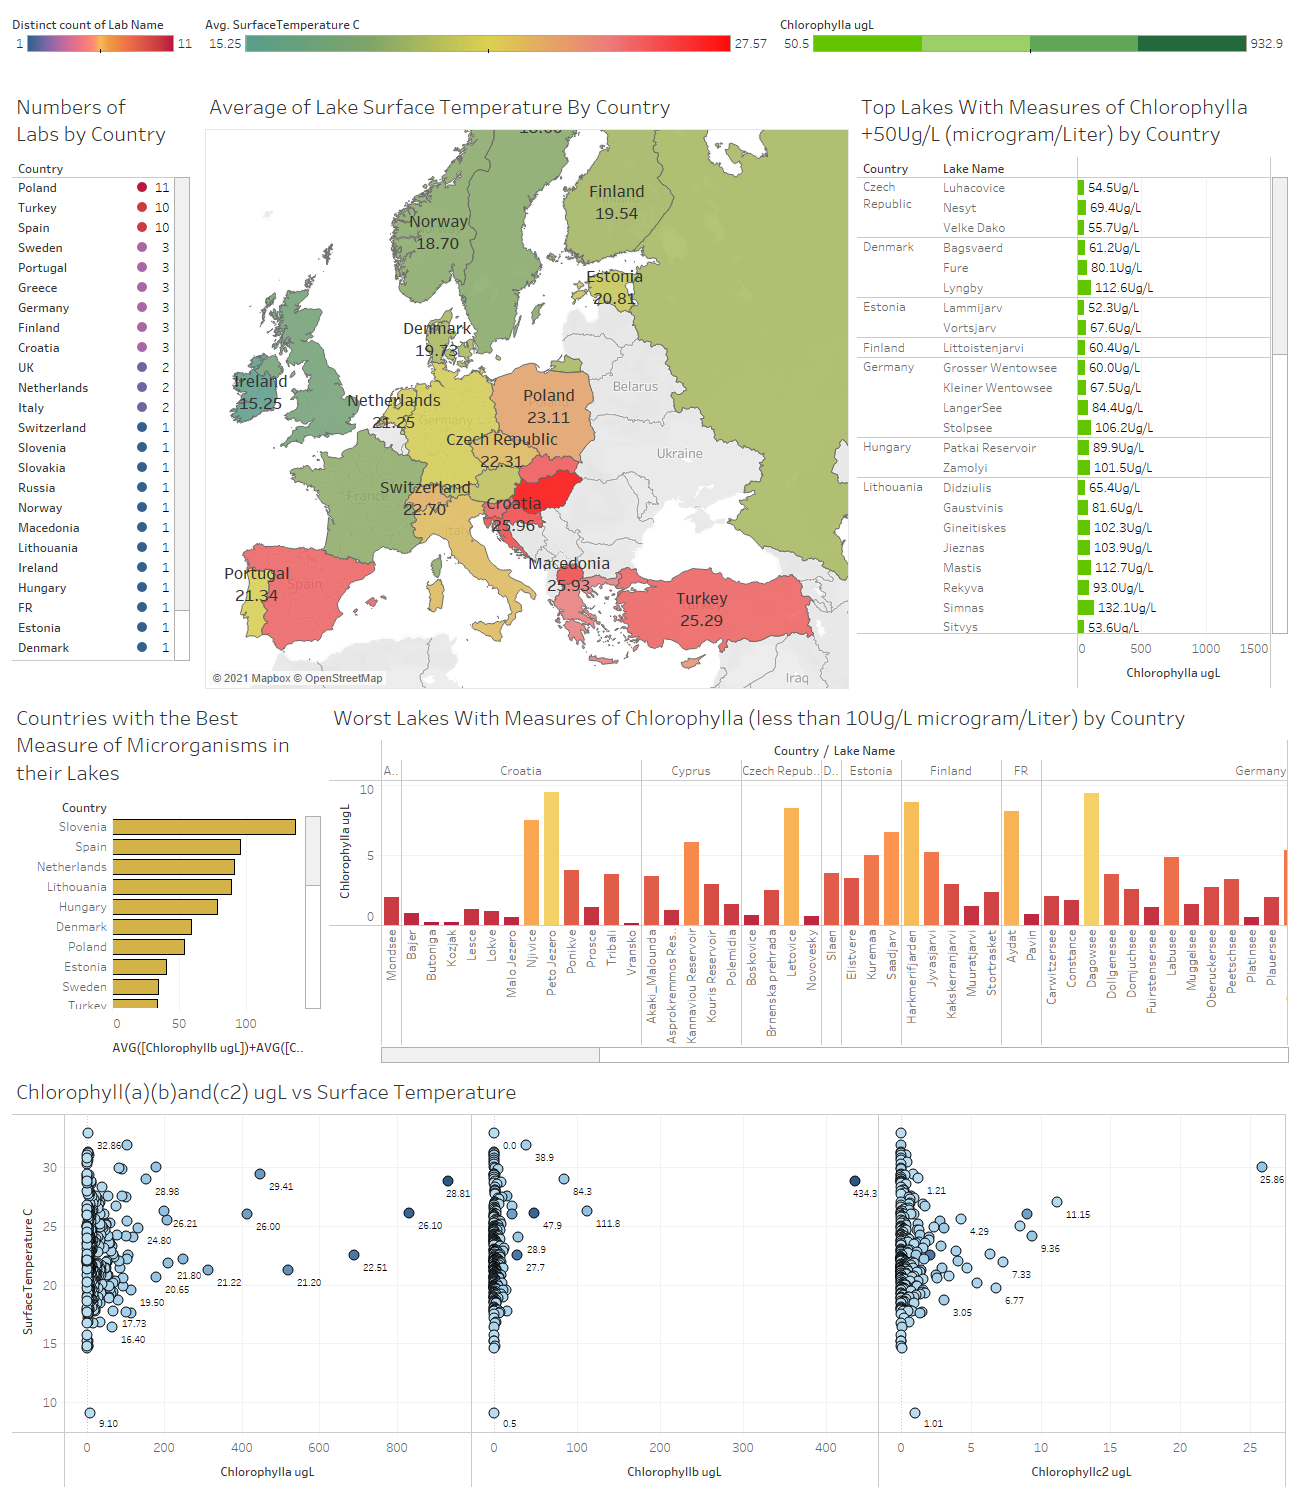 Distinct count of Lab Name
1
11
Avg. SurfaceTemperature C
15.25
27.57
Chlorophylla ugL
50.5
932.9
Numbers of
Labs by Country
Country
Poland 11
Turkey 10
Spain 10
Sweden 3
Portugal 3
Greece 3
Germany 3
Finland 3
Croatia 3
UK 2
Netherlands 2
Italy 2
Switzerland 1
Slovenia 1
Slovakia 1
Russia 1
Norway 1
Macedonia 1
Lithouania 1
Ireland 1
Hungary 1
FR 1
Estonia 1
Denmark 1
Average of Lake Surface Temperature By Country
Finland
19.54
Norway
18.70
Estonia
20.81
Denmark
19.73
Ireland
15.25
Netherlands
21.25
Germany
Poland
23.11
Belarus
Czech Republic
22.31
Ukraine
France
Switzerland
22.70
Croatia
25.96
Italy
Portugal
21.34
Spain
Macedonia
25.93
Turkey
25.29
Iraq
© 2021 Mapbox © OpenStreetMap
Top Lakes With Measures of Chlorophylla
+50Ug/L (microgram/Liter) by Country
Country Lake Name
Czech
Republic
Luhacovice 54.5Ug/L
Nesyt 69.4Ug/L
Velke Dako 55.7Ug/L
Denmark Bagsvaerd 61.2Ug/L
Fure 80.1Ug/L
Lyngby 112.6Ug/L
Estonia Lammijarv 52.3Ug/L
Vortsjarv 67.6Ug/L
Finland Littoistenjarvi 60.4Ug/L
Germany Grosser Wentowsee 60.0Ug/L
Kleiner Wentowsee 67.5Ug/L
LangerSee 84.4Ug/L
Stolpsee 106.2Ug/L
Hungary Patkai Reservoir 89.9Ug/L
Zamolyi 101.5Ug/L
Lithouania Didziulis 65.4Ug/L
Gaustvinis 81.6Ug/L
Gineitiskes 102.3Ug/L
Jieznas 103.9Ug/L
Mastis 112.7Ug/L
Rekyva 93.0Ug/L
Simnas 132.1Ug/L
Sitvys 53.6Ug/L
0 500 1000 1500
Chlorophylla ugL
Countries with the Best
Measure of Microrganisms in
their Lakes
Country
Slovenia
Spain
Netherlands
Lithouania
Hungary
Denmark
Poland
Estonia
Sweden
Turkey
0 50 100
AVG([Chlorophyllb ugL])+AVG([C..
Worst Lakes With Measures of Chlorophylla (less than 10Ug/L microgram/Liter) by Country
Country / Lake Name
A.. Croatia Cyprus Czech Repub.. D.. Estonia Finland FR Germany
Chlorophylla ugL
10
5
0
Mondsee
Bajer
Butoniga
Kozjak
Lesce
Lokve
Malo Jezero
Njivice
Peto Jezero
Ponikve
Prosce
Tribali
Vransko
Akaki_Malounda
Asprokremmos Res..
Kannaviou Reservoir
Kouris Reservoir
Polemidia
Boskovice
Brnenska prehrada
Letovice
Novovesky
Slaen
Elistvere
Kuremaa
Saadjarv
Harkmerifjarden
Jyvasjarvi
Kakskerranjarvi
Muuratjarvi
Stortrasket
Aydat
Pavin
Carwitzersee
Constance
Dagowsee
Dollgenesee
Domjuchsee
Fuirstensersee
Labusee
Muggelsee
Oberuckersee
Peetschsee
Platinsee
Plauersee
Chlorophyll(a)(b)and(c2) ugL vs Surface Temperature
SurfaceTemperature C
30
25
20
15
10
32.86
28.98
29.41
28.81
26.21
26.00
26.10
24.80
22.51
21.80
21.22
21.20
20.65
19.50
17.73
16.40
9.10
0.0
38.9
84.3
434.3
47.9
111.8
28.9
27.7
0.5
25.86
1.21
11.15
4.29
9.36
7.33
6.77
3.05
1.01
0 200 400 600 800
0 100 200 300 400
0 5 10 15 20 25
Chlorophylla ugL
Chlorophyllb ugL
Chlorophyllc2 ugL